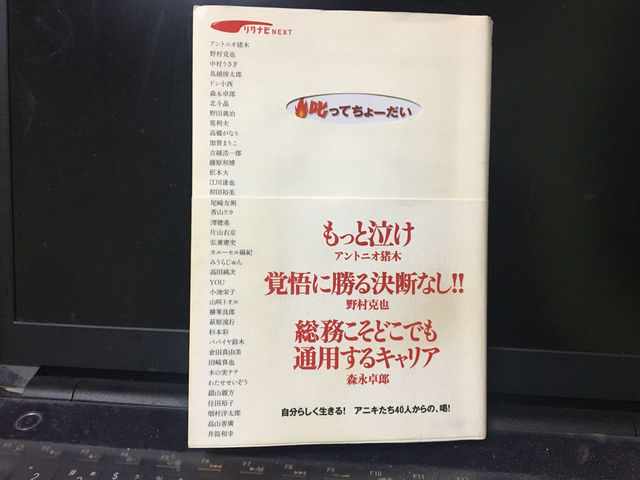 リクナビNEXT
アントニオ猪木
野村克也
中村うさぎ
鳥越俊太郎
ドン小西
森永卓郎
北斗晶
野田義治
筧利夫
高橋がなり
加賀まりこ
古越浩一郎
藤原和博
松本大
江川達也
和田裕美
尾崎友俐
香山リカ
澤穂希
片山右京
弘兼憲史
カルーセル麻紀
みうらじゅん
高田純次
YOU
小池栄子
山咲トオル
横峯良郎
萩原流行
杉本彩
パパイヤ鈴木
倉田真由美
田崎真也
木の実ナナ
わたせせいぞう
鎚山親方
住田裕子
畑村洋太郎
高山善廣
井筒和幸
叱ってちょーだい
もっと泣け
アントニオ猪木
覚悟に勝る決断なし!!
野村克也
総務こそどこでも
通用するキャリア
森永卓郎
自分らしく生きる! アニキたち40人からの、喝!
F10
F11
F12